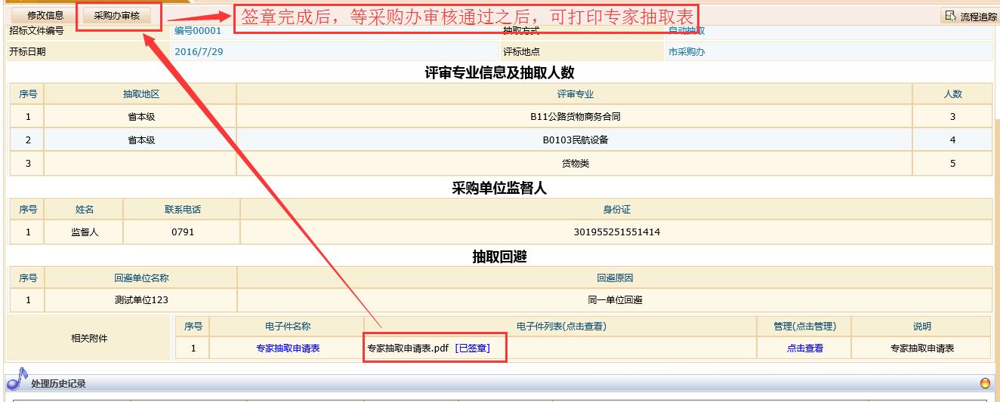 修改信息 采购办审核 签章完成后，等采购办审核通过之后，可打印专家抽取表 流程追踪
招标文件编号 编号00001 抽取方式 自动抽取
开标日期 2016/7/29 评标地点 市采购办
评审专业信息及抽取人数
序号 抽取地区 评审专业 人数
1 省本级 B11公路货物商务合同 3
2 省本级 B0103民航设备 4
3 货物类 5
采购单位监督人
序号 姓名 联系电话 身份证
1 监督人 0791 301955251551414
抽取回避
序号 回避单位名称 回避原因
1 测试单位123 同一单位回避
相关附件
序号 电子件名称 电子件列表(点击查看) 管理(点击管理) 说明
1 专家抽取申请表 专家抽取申请表.pdf [已签章] 点击查看 专家抽取申请表
处理历史记录